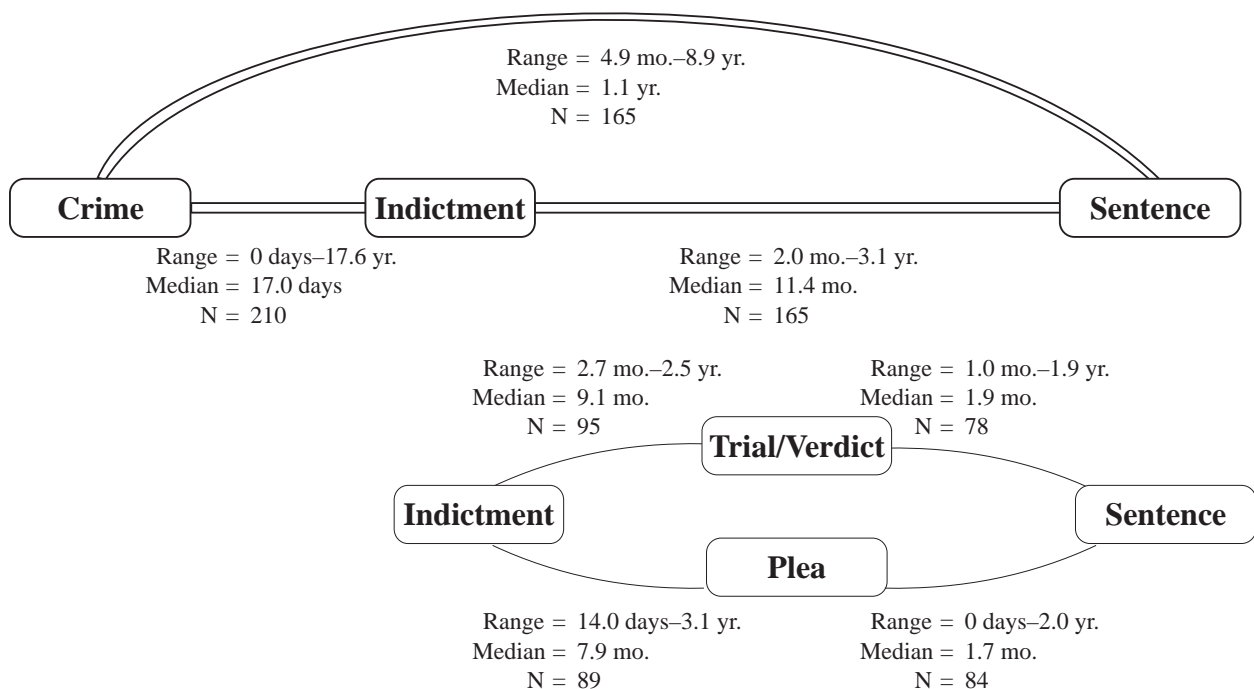 Range = 4.9 mo.–8.9 yr.
Median = 1.1 yr.
N = 165
Crime
Indictment
Sentence
Range = 0 days–17.6 yr.
Median = 17.0 days
N = 210
Range = 2.0 mo.–3.1 yr.
Median = 11.4 mo.
N = 165
Range = 2.7 mo.–2.5 yr.
Median = 9.1 mo.
N = 95
Range = 1.0 mo.–1.9 yr.
Median = 1.9 mo.
N = 78
Trial/Verdict
Indictment
Sentence
Plea
Range = 14.0 days–3.1 yr.
Median = 7.9 mo.
N = 89
Range = 0 days–2.0 yr.
Median = 1.7 mo.
N = 84